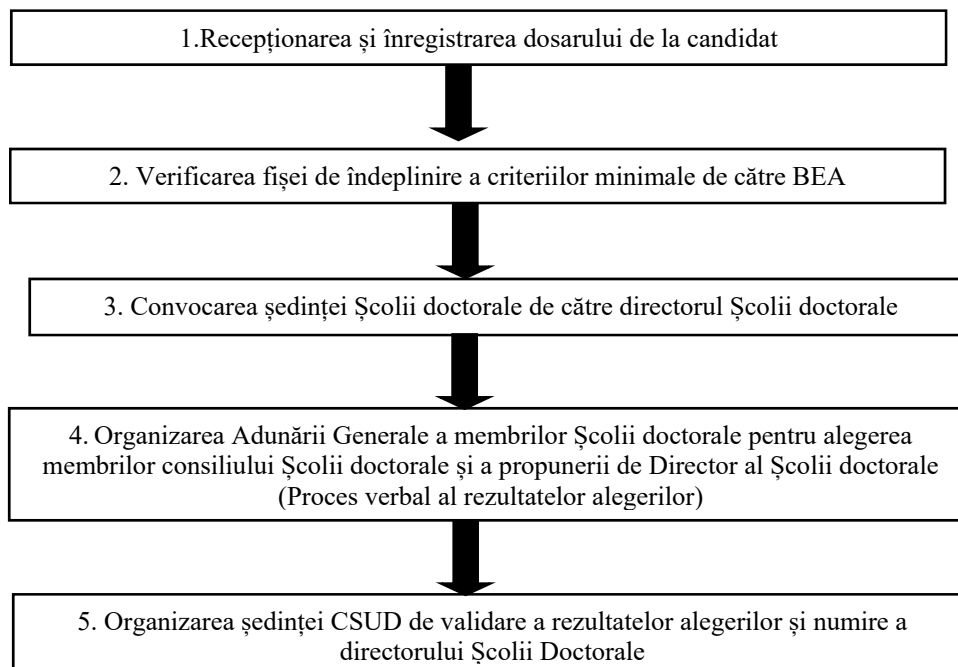 1.Recepționarea și înregistrarea dosarului de la candidat
2. Verificarea fișei de îndeplinire a criteriilor minimale de către BEA
3. Convocarea ședinței Școlii doctorale de către directorul Școlii doctorale
4. Organizarea Adunării Generale a membrilor Școlii doctorale pentru alegerea
membrilor consiliului Școlii doctorale și a propunerii de Director al Școlii doctorale
(Proces verbal al rezultatelor alegerilor)
5. Organizarea ședinței CSUD de validare a rezultatelor alegerilor și numire a
directorului Școlii Doctorale